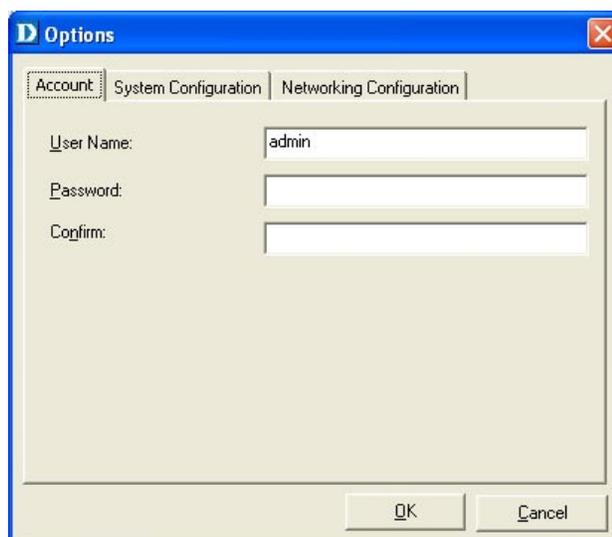 D Options
Account System Configuration Networking Configuration
User Name: admin
Password:
Confirm:
OK Cancel